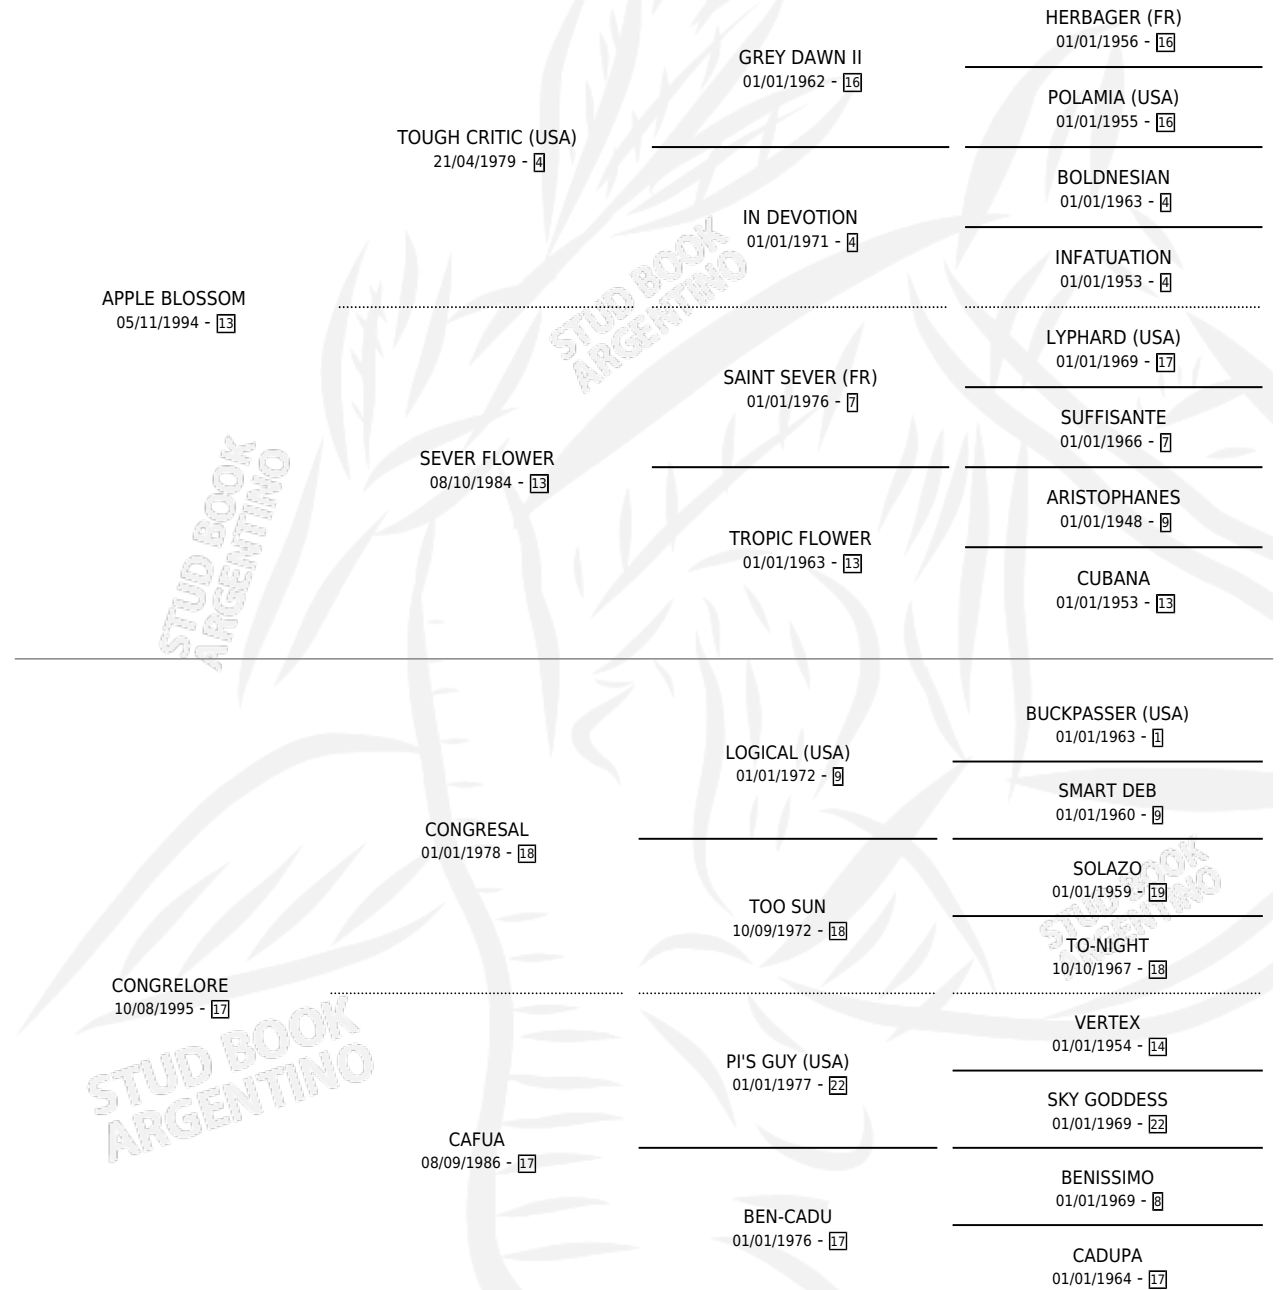 HERBAGER (FR)
01/01/1956 - 16
GREY DAWN II
01/01/1962 - 16
POLAMIA (USA)
01/01/1955 - 16
TOUGH CRITIC (USA)
21/04/1979 - 4
BOLDNESIAN
01/01/1963 - 4
IN DEVOTION
01/01/1971 - 4
INFATUATION
01/01/1953 - 4
APPLE BLOSSOM
05/11/1994 - 13
LYPHARD (USA)
01/01/1969 - 17
SAINT SEVER (FR)
01/01/1976 - 7
SUFFISANTE
01/01/1966 - 7
SEVER FLOWER
08/10/1984 - 13
ARISTOPHANES
01/01/1948 - 9
TROPIC FLOWER
01/01/1963 - 13
CUBANA
01/01/1953 - 13
STUD BOOK
ARGENTINO
STUD BOOK
ARGENTINO
BUCKPASSER (USA)
01/01/1963 - 1
LOGICAL (USA)
01/01/1972 - 9
SMART DEB
01/01/1960 - 9
CONGRESAL
01/01/1978 - 18
SOLAZO
01/01/1959 - 19
TOO SUN
10/09/1972 - 18
TO-NIGHT
10/10/1967 - 18
CONGRELORE
10/08/1995 - 17
VERTEX
01/01/1954 - 14
PI'S GUY (USA)
01/01/1977 - 22
SKY GODDESS
01/01/1969 - 22
CAFUA
08/09/1986 - 17
BENISSIMO
01/01/1969 - 8
BEN-CADU
01/01/1976 - 17
CADUPA
01/01/1964 - 17
STUD BOOK
ARGENTINO
STUD BOOK
ARGENTINO